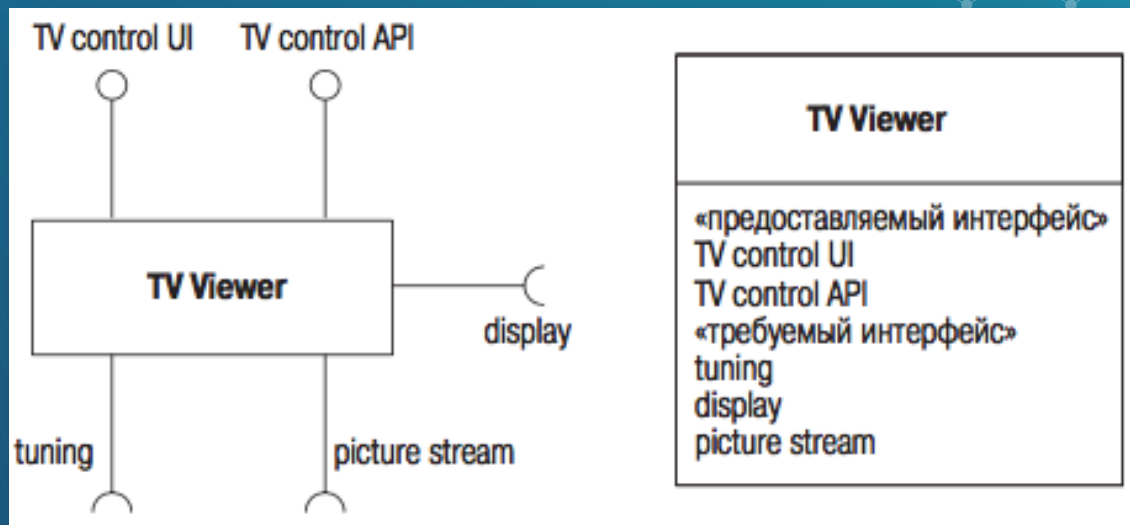 TV control UI
TV control API
TV Viewer
display
tuning
picture stream
TV Viewer
«предоставляемый интерфейс»
TV control UI
TV control API
«требуемый интерфейс»
tuning
display
picture stream